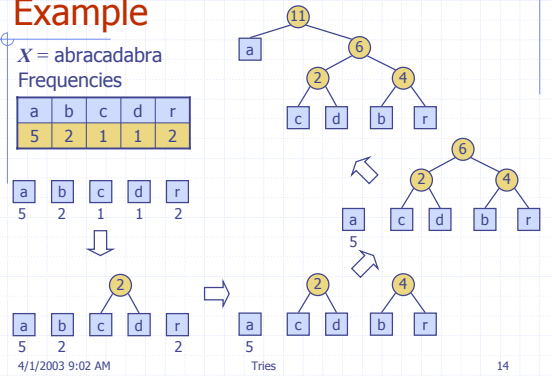 Example
X = abracadabra
Frequencies
a b c d r
5 2 1 1 2
a b c d r
5 2 1 1 2
2
a b c d r
5 2 2
2 4
a c d b r
5
6
2 4
a c d b r
5
11
a 6
2 4
c d b r
4/1/2003 9:02 AM Tries 14